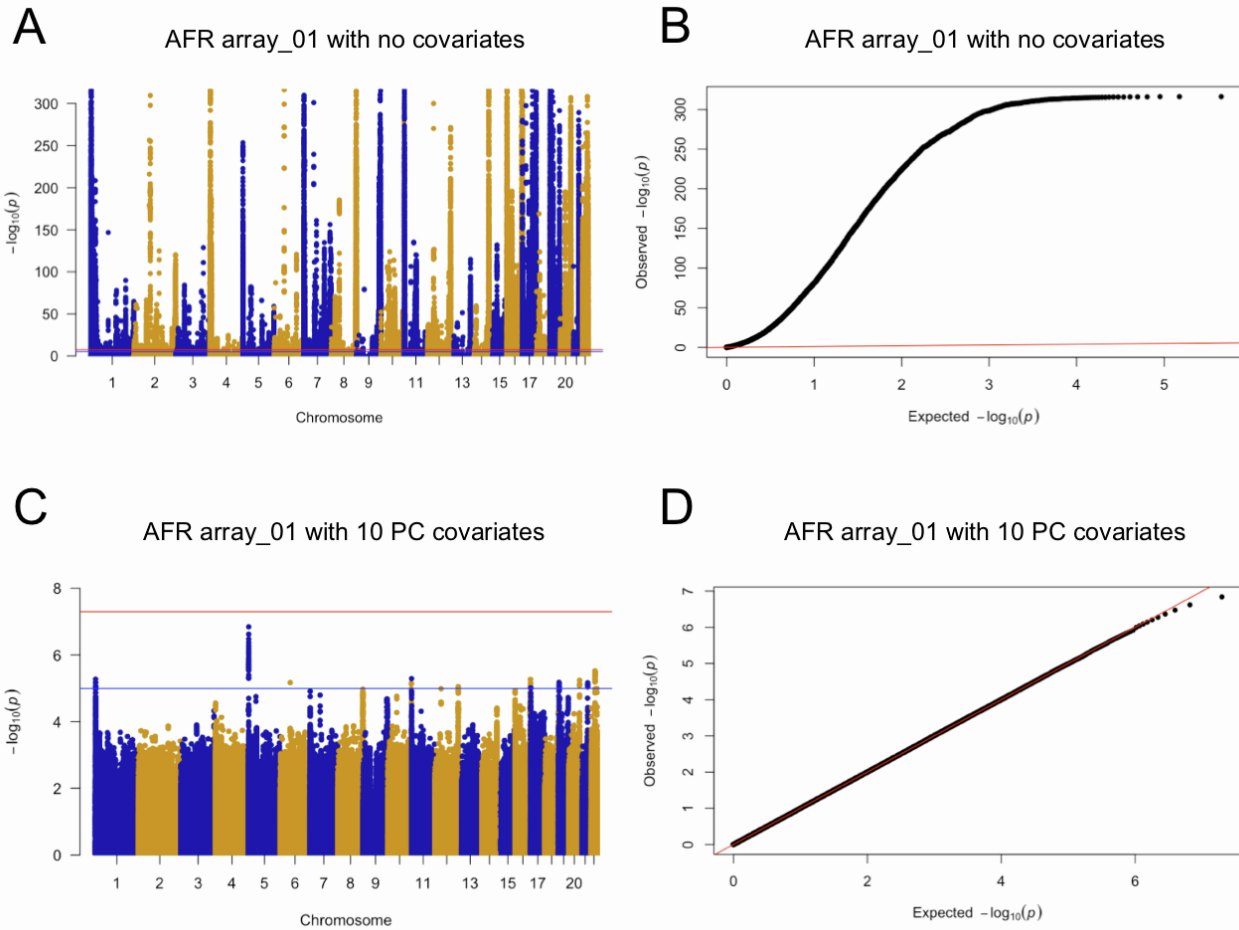 A
AFR array_01 with no covariates
−log10(p)
300
250
200
150
100
50
0
1 2 3 4 5 6 7 8 9 11 13 15 17 20
Chromosome
B
AFR array_01 with no covariates
Observed −log10(p)
300
250
200
150
100
50
0
0 1 2 3 4 5
Expected −log10(p)
C
AFR array_01 with 10 PC covariates
−log10(p)
8
6
4
2
0
1 2 3 4 5 6 7 8 9 11 13 15 17 20
Chromosome
D
AFR array_01 with 10 PC covariates
Observed −log10(p)
7
6
5
4
3
2
1
0
0 2 4 6
Expected −log10(p)